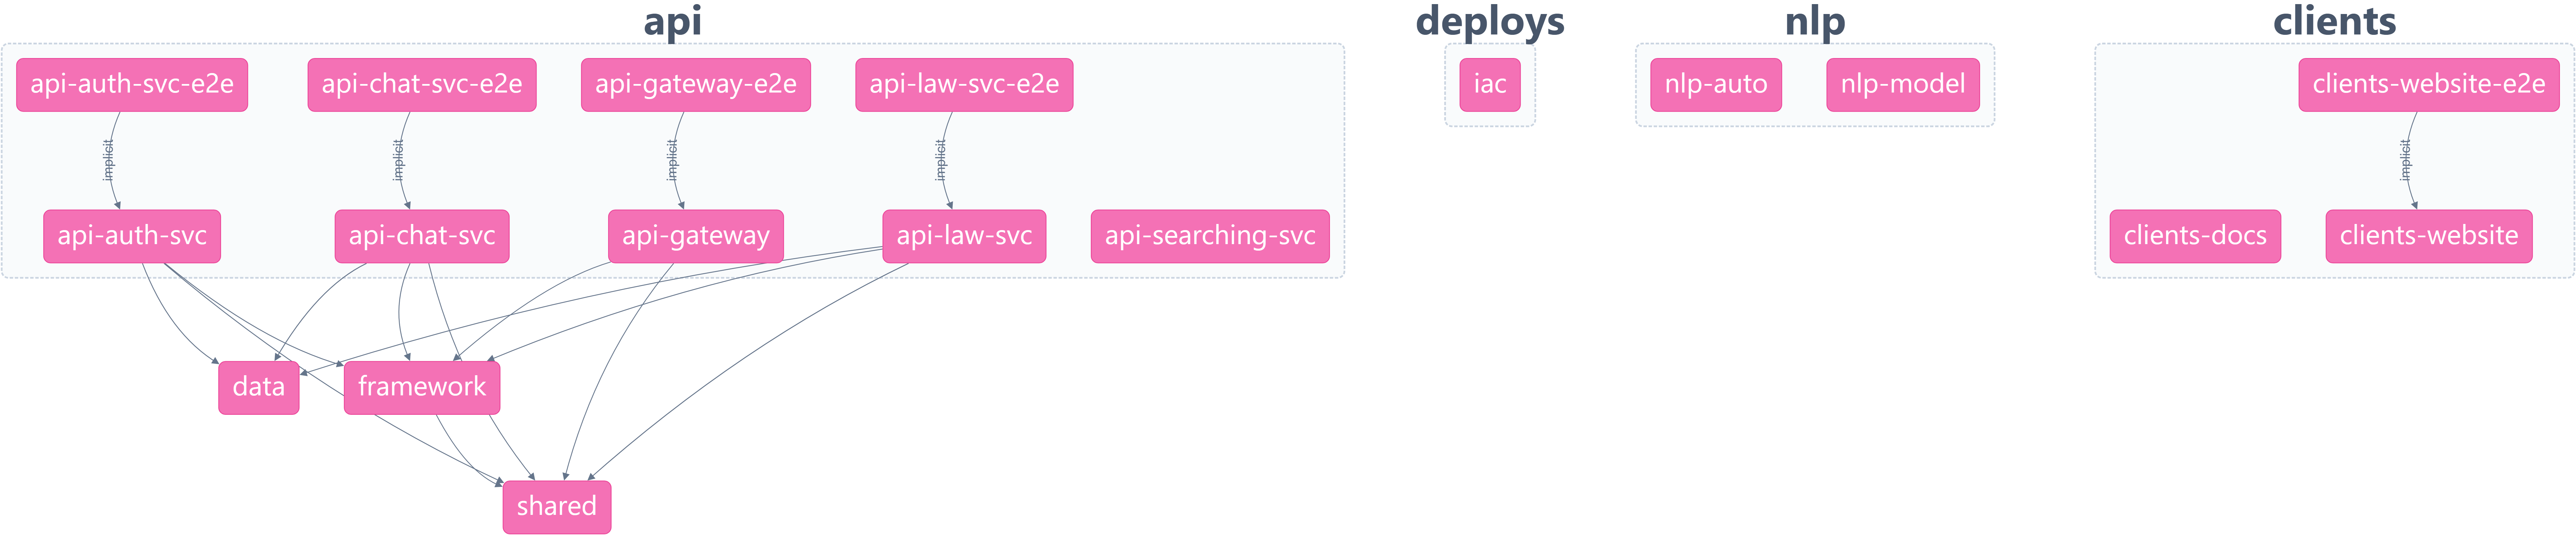 api
deploys
nlp
clients
api-auth-svc-e2e
api-chat-svc-e2e
api-gateway-e2e
api-law-svc-e2e
iac
nlp-auto
nlp-model
clients-website-e2e
implicit
implicit
implicit
implicit
implicit
api-auth-svc
api-chat-svc
api-gateway
api-law-svc
api-searching-svc
clients-docs
clients-website
data
framework
shared